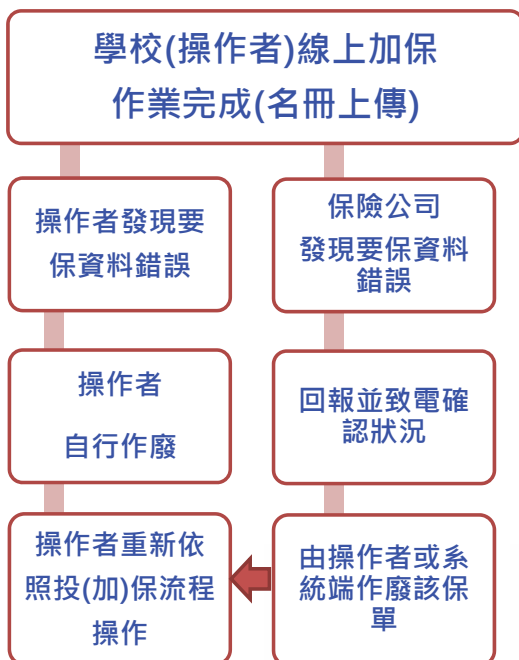 學校(操作者)線上加保
作業完成(名冊上傳)
操作者發現要
保資料錯誤
保險公司
發現要保資料
錯誤
操作者
自行作廢
回報並致電確
認狀況
操作者重新依
照投(加)保流程
操作
由操作者或系
統端作廢該保
單